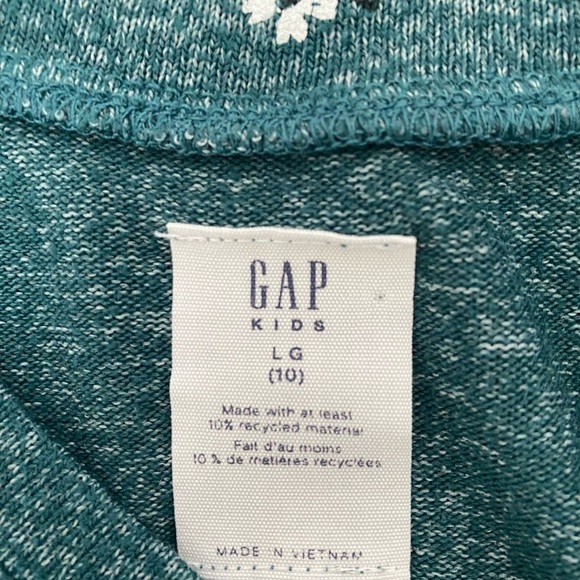 GAP
KIDS
LG
(10)
Made with at least
10% recycled material
Fait d'au moins
10 % de matières recyclées
MADE IN VIETNAM